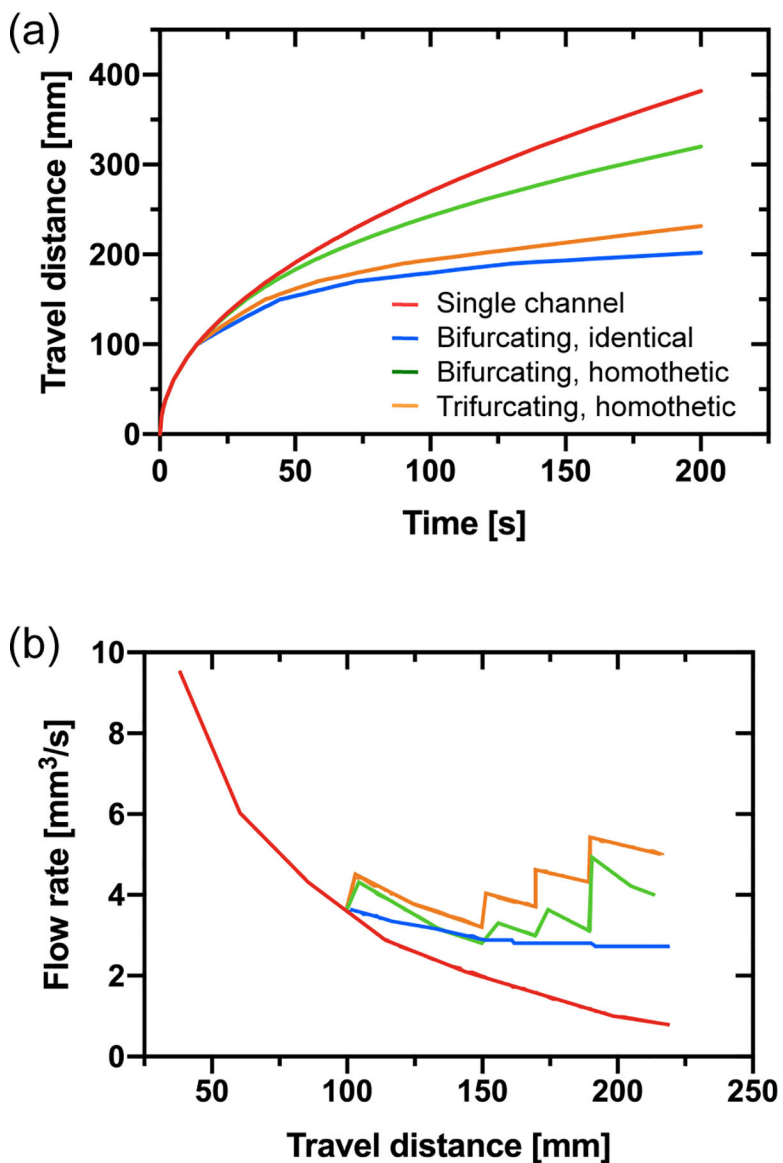 (a)
Travel distance [mm]
400
300
200
100
0
Single channel
Bifurcating, identical
Bifurcating, homothetic
Trifurcating, homothetic
0 50 100 150 200
Time [s]
(b)
Flow rate [mm³/s]
10
8
6
4
2
0
50 100 150 200 250
Travel distance [mm]